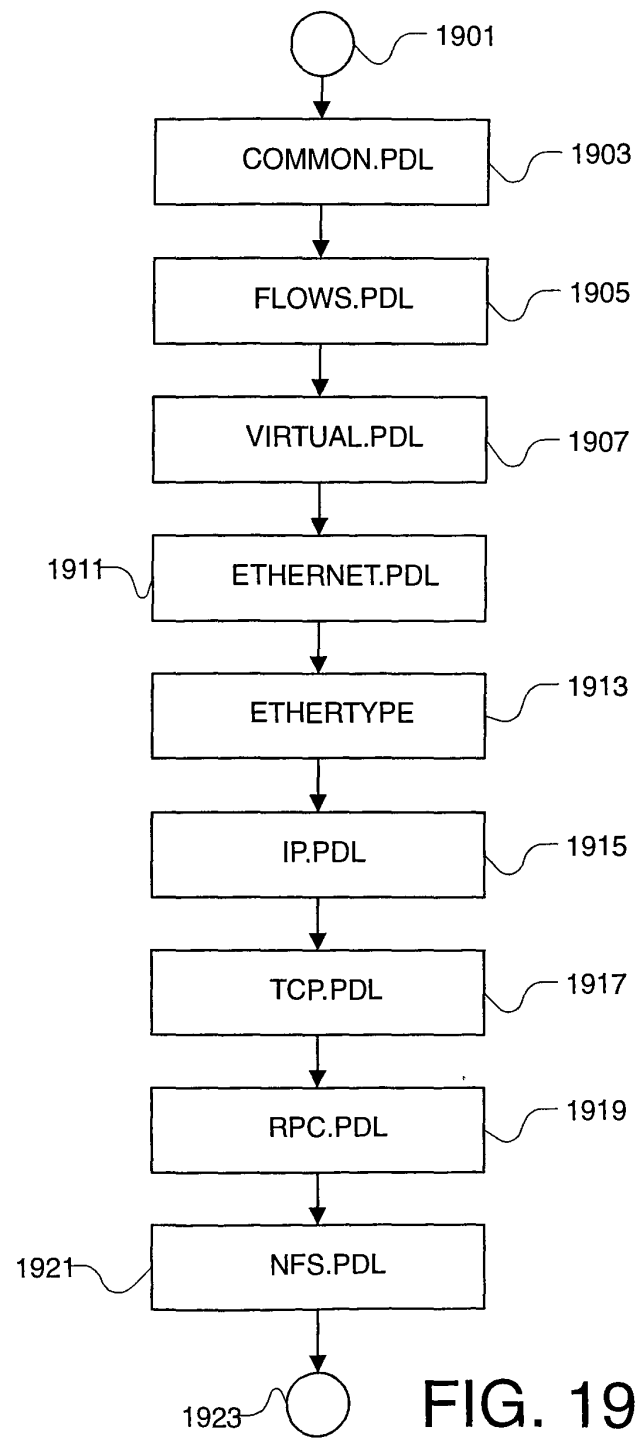 1901
COMMON.PDL
1903
FLOWS.PDL
1905
VIRTUAL.PDL
1907
1911
ETHERNET.PDL
ETHERTYPE
1913
IP.PDL
1915
TCP.PDL
1917
RPC.PDL
1919
1921
NFS.PDL
1923
FIG. 19